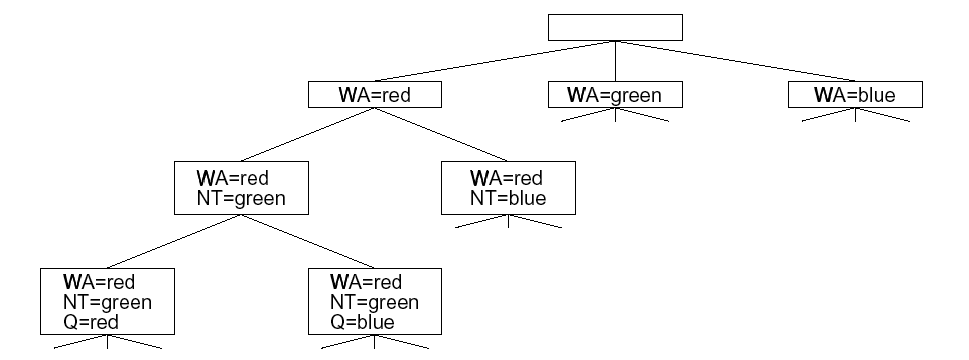 WA=red
WA=green
WA=blue
WA=red
NT=green
WA=red
NT=blue
WA=red
NT=green
Q=red
WA=red
NT=green
Q=blue